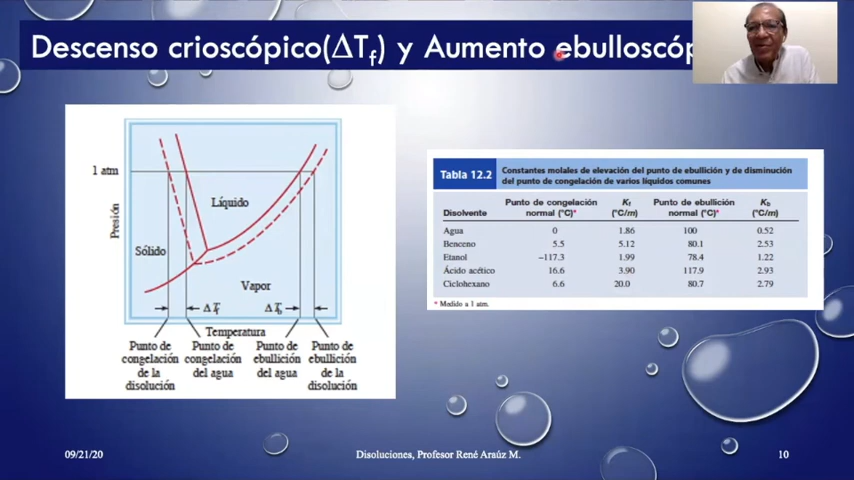 Descenso crioscópico(ΔTf) y Aumento ebulloscóp
1 atm
Presión
Líquido
Sólido
Vapor
ΔTf
ΔTb
Temperatura
Punto de congelación de la disolución
Punto de congelación del agua
Punto de ebullición del agua
Punto de ebullición de la disolución
Tabla 12.2 Constantes molales de elevación del punto de ebullición y de disminución
del punto de congelación de varios líquidos comunes
Punto de congelación Kf Punto de ebullición Kb
Disolvente normal (°C)* (°C/m) normal (°C)* (°C/m)
Agua 0 1.86 100 0.52
Benceno 5.5 5.12 80.1 2.53
Etanol −117.3 1.99 78.4 1.22
Ácido acético 16.6 3.90 117.9 2.93
Ciclohexano 6.6 20.0 80.7 2.79
* Medido a 1 atm.
09/21/20 Disoluciones, Profesor René Araúz M. 10